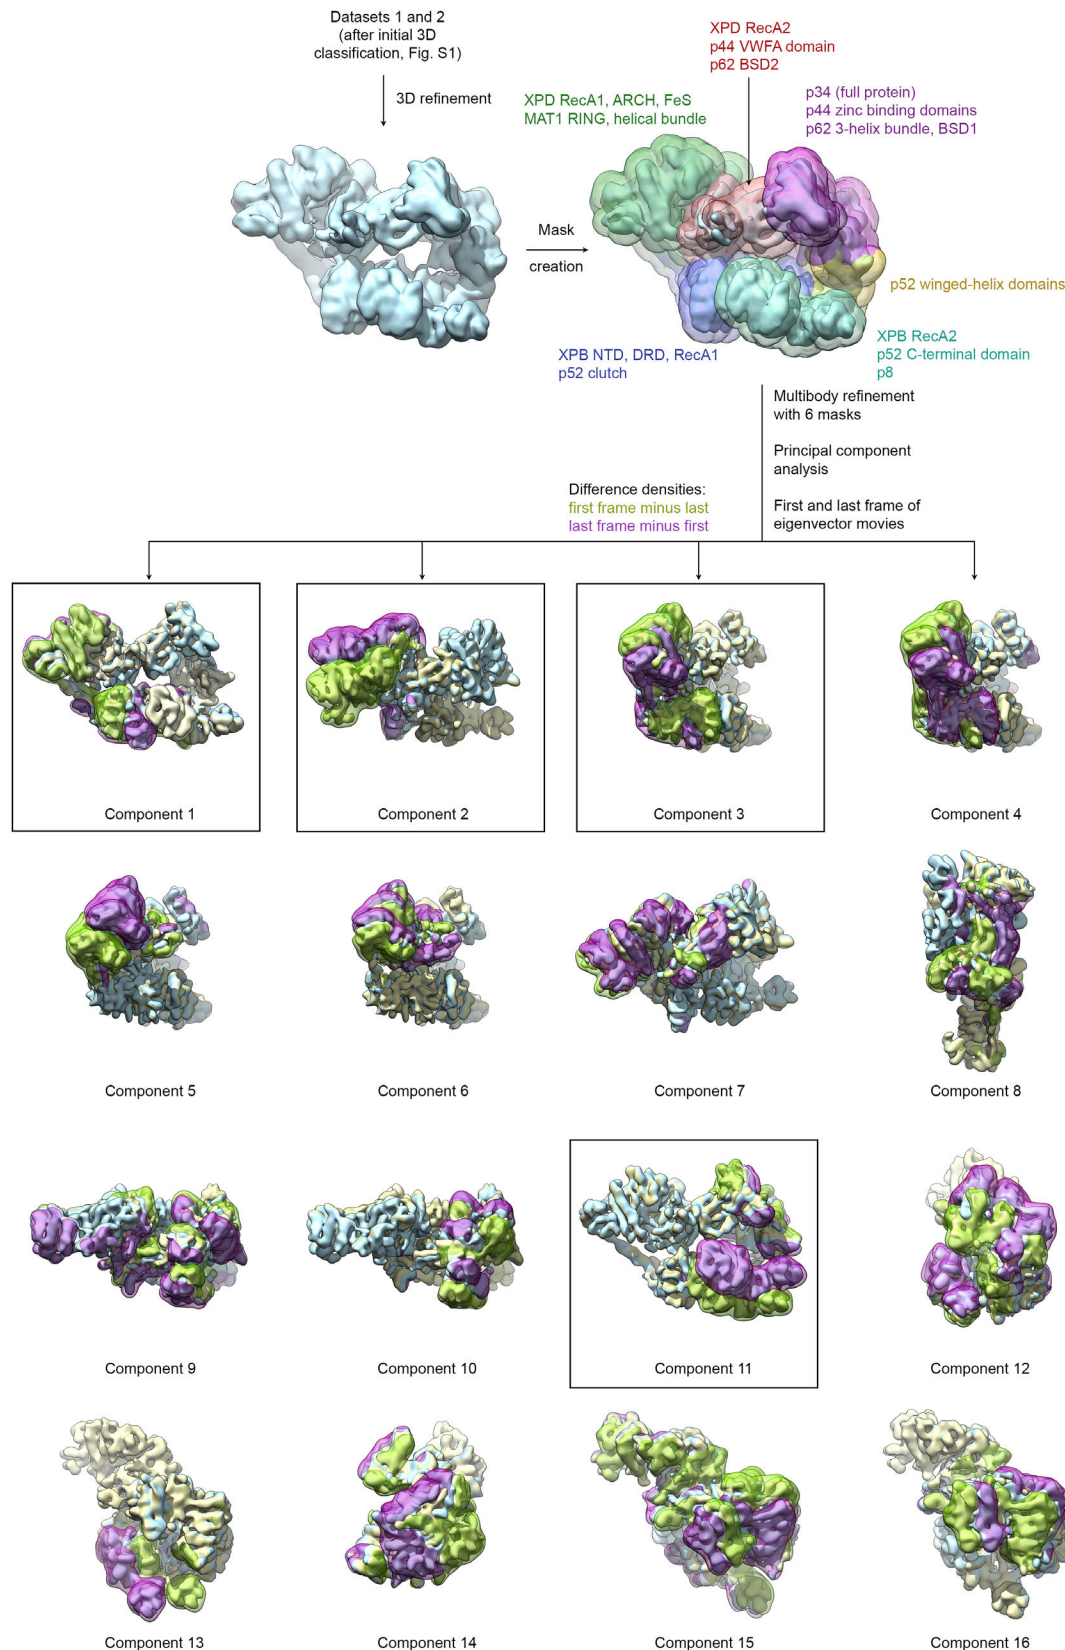 Datasets 1 and 2
(after initial 3D
classification, Fig. S1)
3D refinement
XPD RecA2
p44 VWFA domain
p62 BSD2
XPD RecA1, ARCH, FeS
MAT1 RING, helical bundle
p34 (full protein)
p44 zinc binding domains
p62 3-helix bundle, BSD1
Mask
creation
p52 winged-helix domains
XPB NTD, DRD, RecA1
p52 clutch
XPB RecA2
p52 C-terminal domain
p8
Multibody refinement
with 6 masks
Principal component
analysis
First and last frame of
eigenvector movies
Difference densities:
first frame minus last
last frame minus first
Component 1
Component 2
Component 3
Component 4
Component 5
Component 6
Component 7
Component 8
Component 9
Component 10
Component 11
Component 12
Component 13
Component 14
Component 15
Component 16